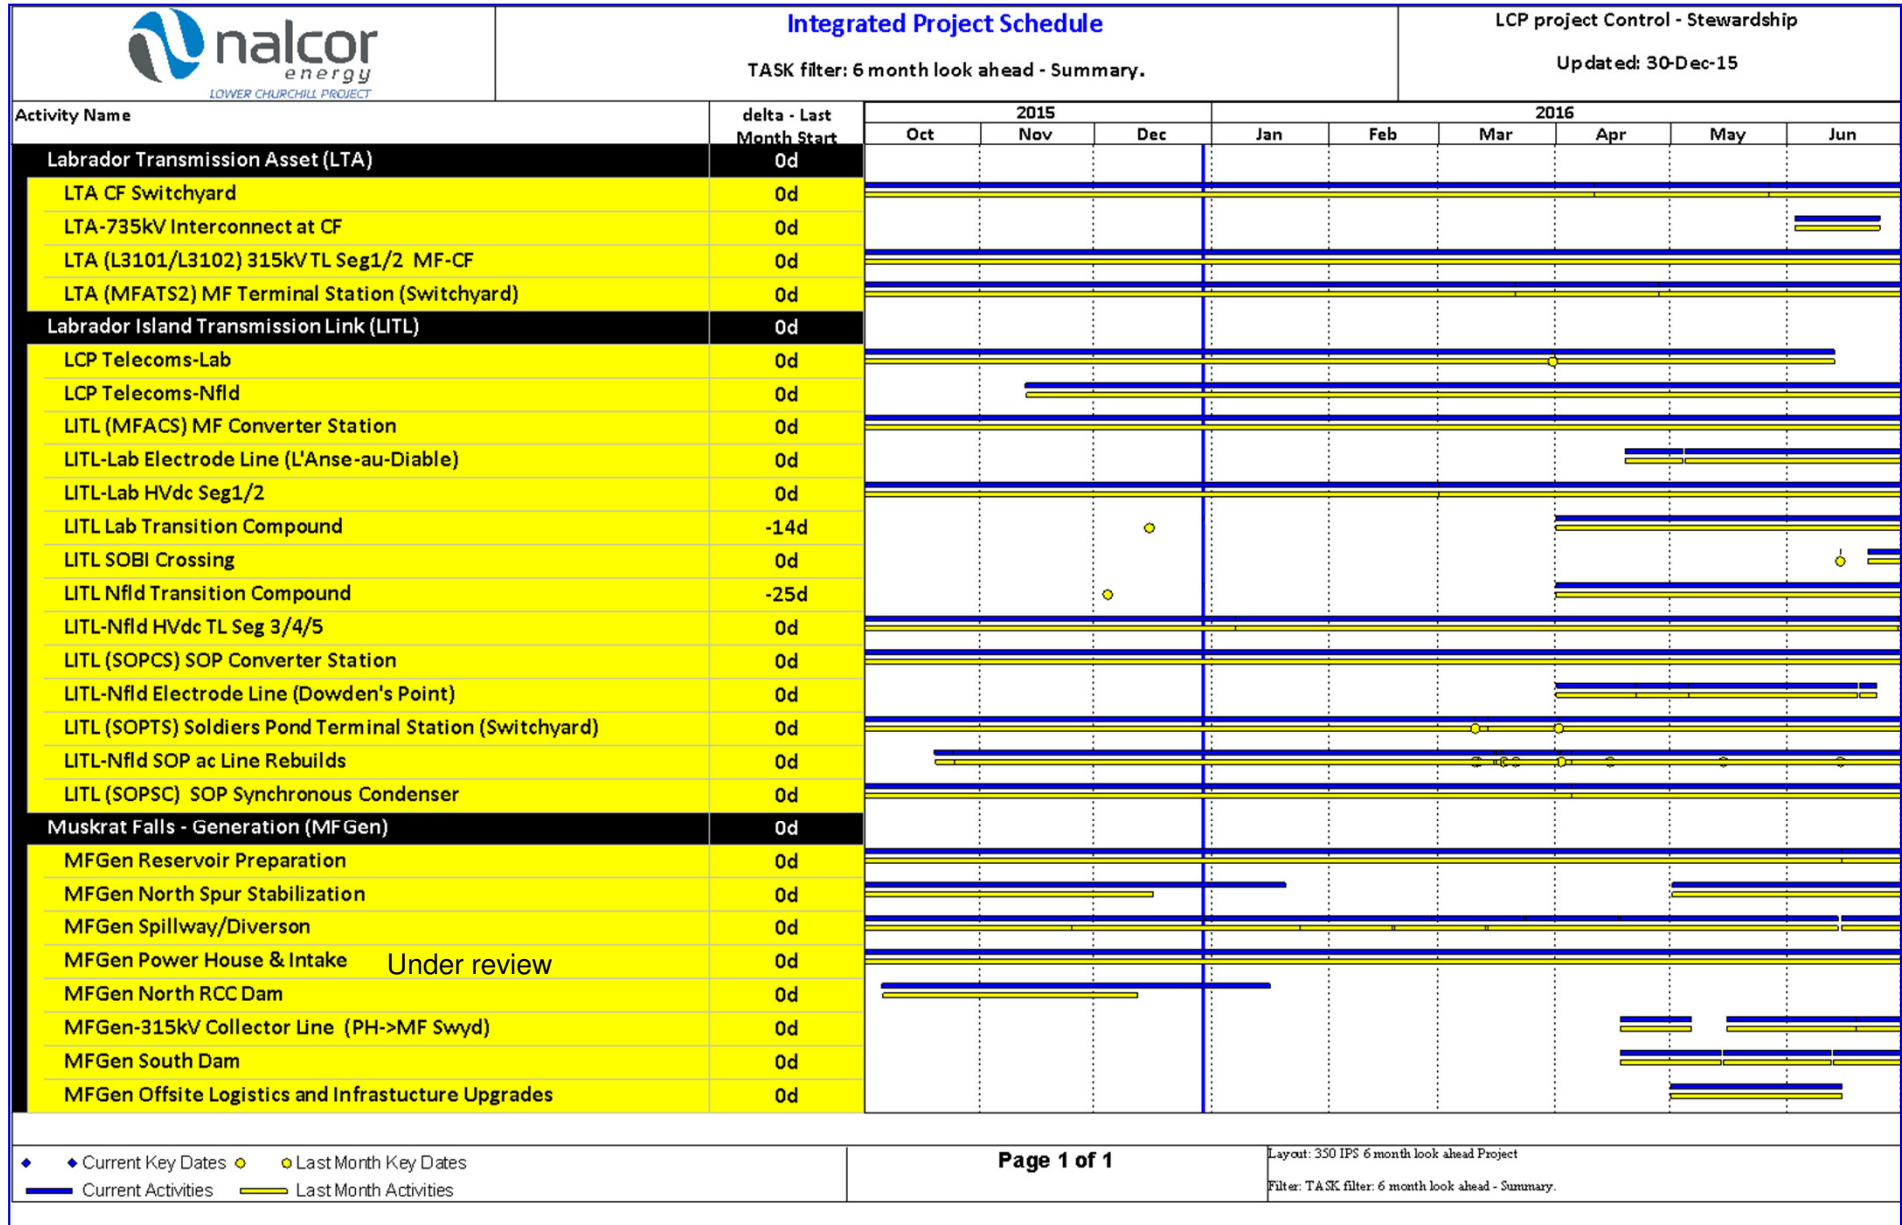 nalcor
energy
LOWER CHURCHILL PROJECT
Integrated Project Schedule
TASK filter: 6 month look ahead - Summary.
LCP project Control - Stewardship
Updated: 30-Dec-15
Activity Name
delta - Last
Month Start
2015 2016
Oct Nov Dec Jan Feb Mar Apr May Jun
Labrador Transmission Asset (LTA) 0d
LTA CF Switchyard 0d
LTA-735kV Interconnect at CF 0d
LTA (L3101/L3102) 315kV TL Seg1/2 MF-CF 0d
LTA (MFATS2) MF Terminal Station (Switchyard) 0d
Labrador Island Transmission Link (LITL) 0d
LCP Telecoms-Lab 0d
LCP Telecoms-Nfld 0d
LITL (MFACS) MF Converter Station 0d
LITL-Lab Electrode Line (L'Anse-au-Diable) 0d
LITL-Lab HVdc Seg1/2 0d
LITL Lab Transition Compound -14d
LITL SOBI Crossing 0d
LITL Nfld Transition Compound -25d
LITL-Nfld HVdc TL Seg 3/4/5 0d
LITL (SOPCS) SOP Converter Station 0d
LITL-Nfld Electrode Line (Dowden's Point) 0d
LITL (SOPTS) Soldiers Pond Terminal Station (Switchyard) 0d
LITL-Nfld SOP ac Line Rebuilds 0d
LITL (SOPSC) SOP Synchronous Condenser 0d
Muskrat Falls - Generation (MFGen) 0d
MFGen Reservoir Preparation 0d
MFGen North Spur Stabilization 0d
MFGen Spillway/Diverson 0d
MFGen Power House & Intake Under review 0d
MFGen North RCC Dam 0d
MFGen-315kV Collector Line (PH->MF Swyd) 0d
MFGen South Dam 0d
MFGen Offsite Logistics and Infrastucture Upgrades 0d
Current Key Dates Last Month Key Dates
Current Activities Last Month Activities
Page 1 of 1
Layout: 350 IPS 6 month look ahead Project
Filter: TASK filter: 6 month look ahead - Summary.